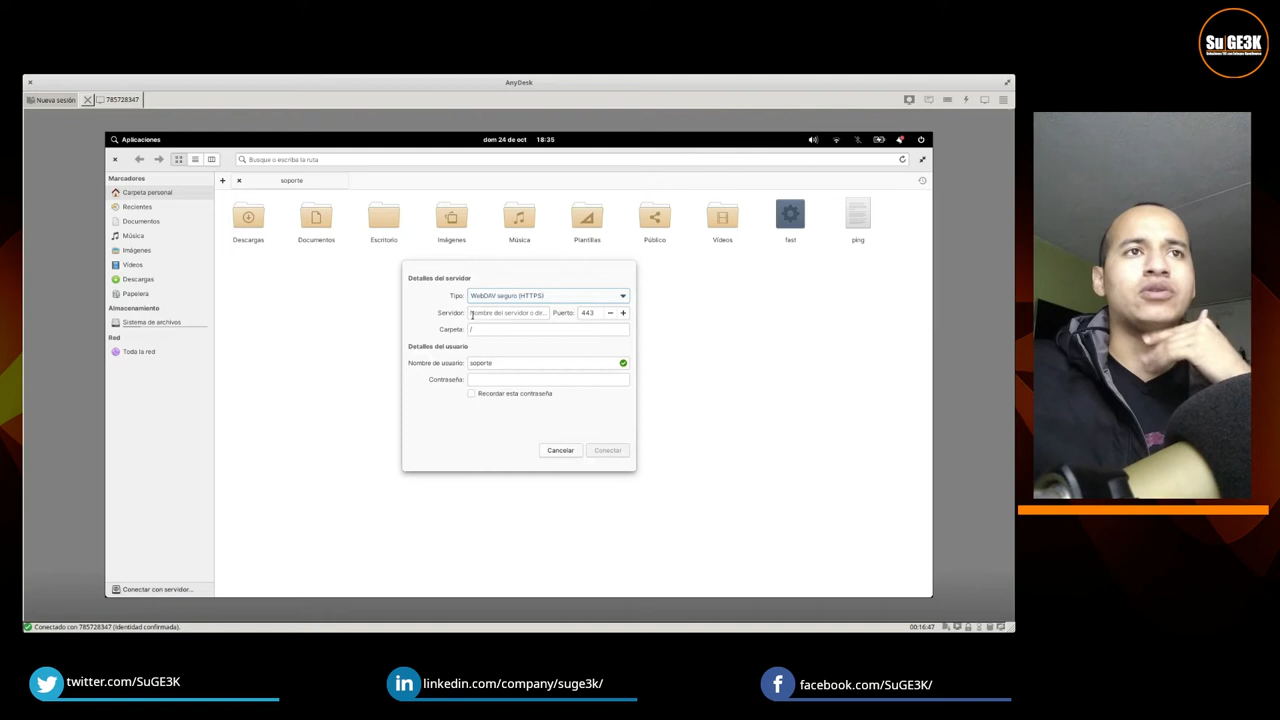 SuGE3K
AnyDesk
Nueva sesión
785728347
Aplicaciones
dom 24 de oct 18:35
Busque o escriba la ruta
soporte
Marcadores
Carpeta personal
Recientes
Documentos
Música
Imágenes
Vídeos
Descargas
Papelera
Almacenamiento
Sistema de archivos
Red
Toda la red
Descargas
Documentos
Escritorio
Imágenes
Música
Plantillas
Público
Vídeos
fast
ping
Detalles del servidor
Tipo: WebDAV seguro (HTTPS)
Servidor: Nombre del servidor o dir... Puerto: 443
Carpeta: /
Detalles del usuario
Nombre de usuario: soporte
Contraseña:
Recordar esta contraseña
Cancelar
Conectar
Conectar con servidor...
Conectado con 785728347 (Identidad confirmada).
00:16:47
twitter.com/SuGE3K
linkedin.com/company/suge3k/
facebook.com/SuGE3K/